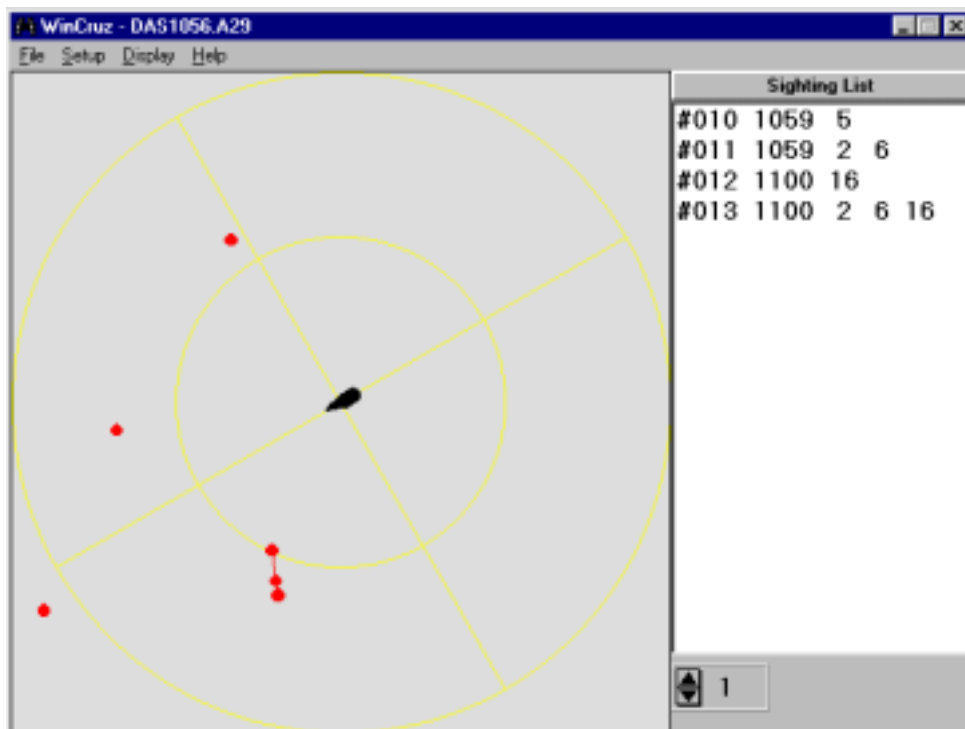 WinCruz - DAS1056.A29
File Setup Display Help
Sighting List
#010 1059 5
#011 1059 2 6
#012 1100 16
#013 1100 2 6 16
1